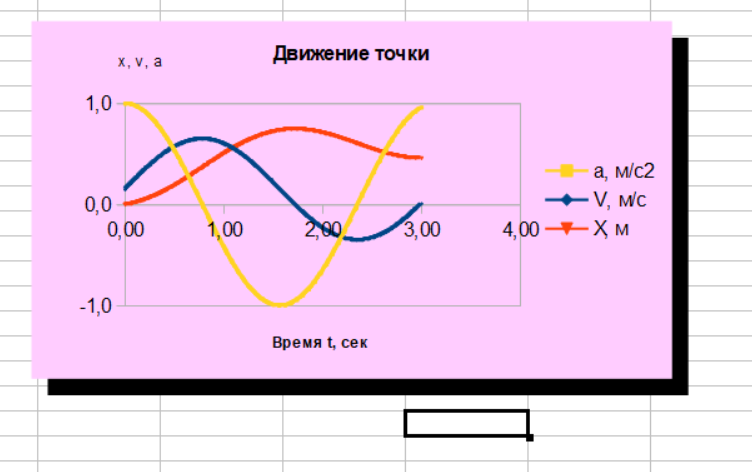 Движение точки
x, v, a
1,0
0,0
-1,0
0,00
1,00
2,00
3,00
4,00
a, м/с2
V, м/с
X, м
Время t, сек